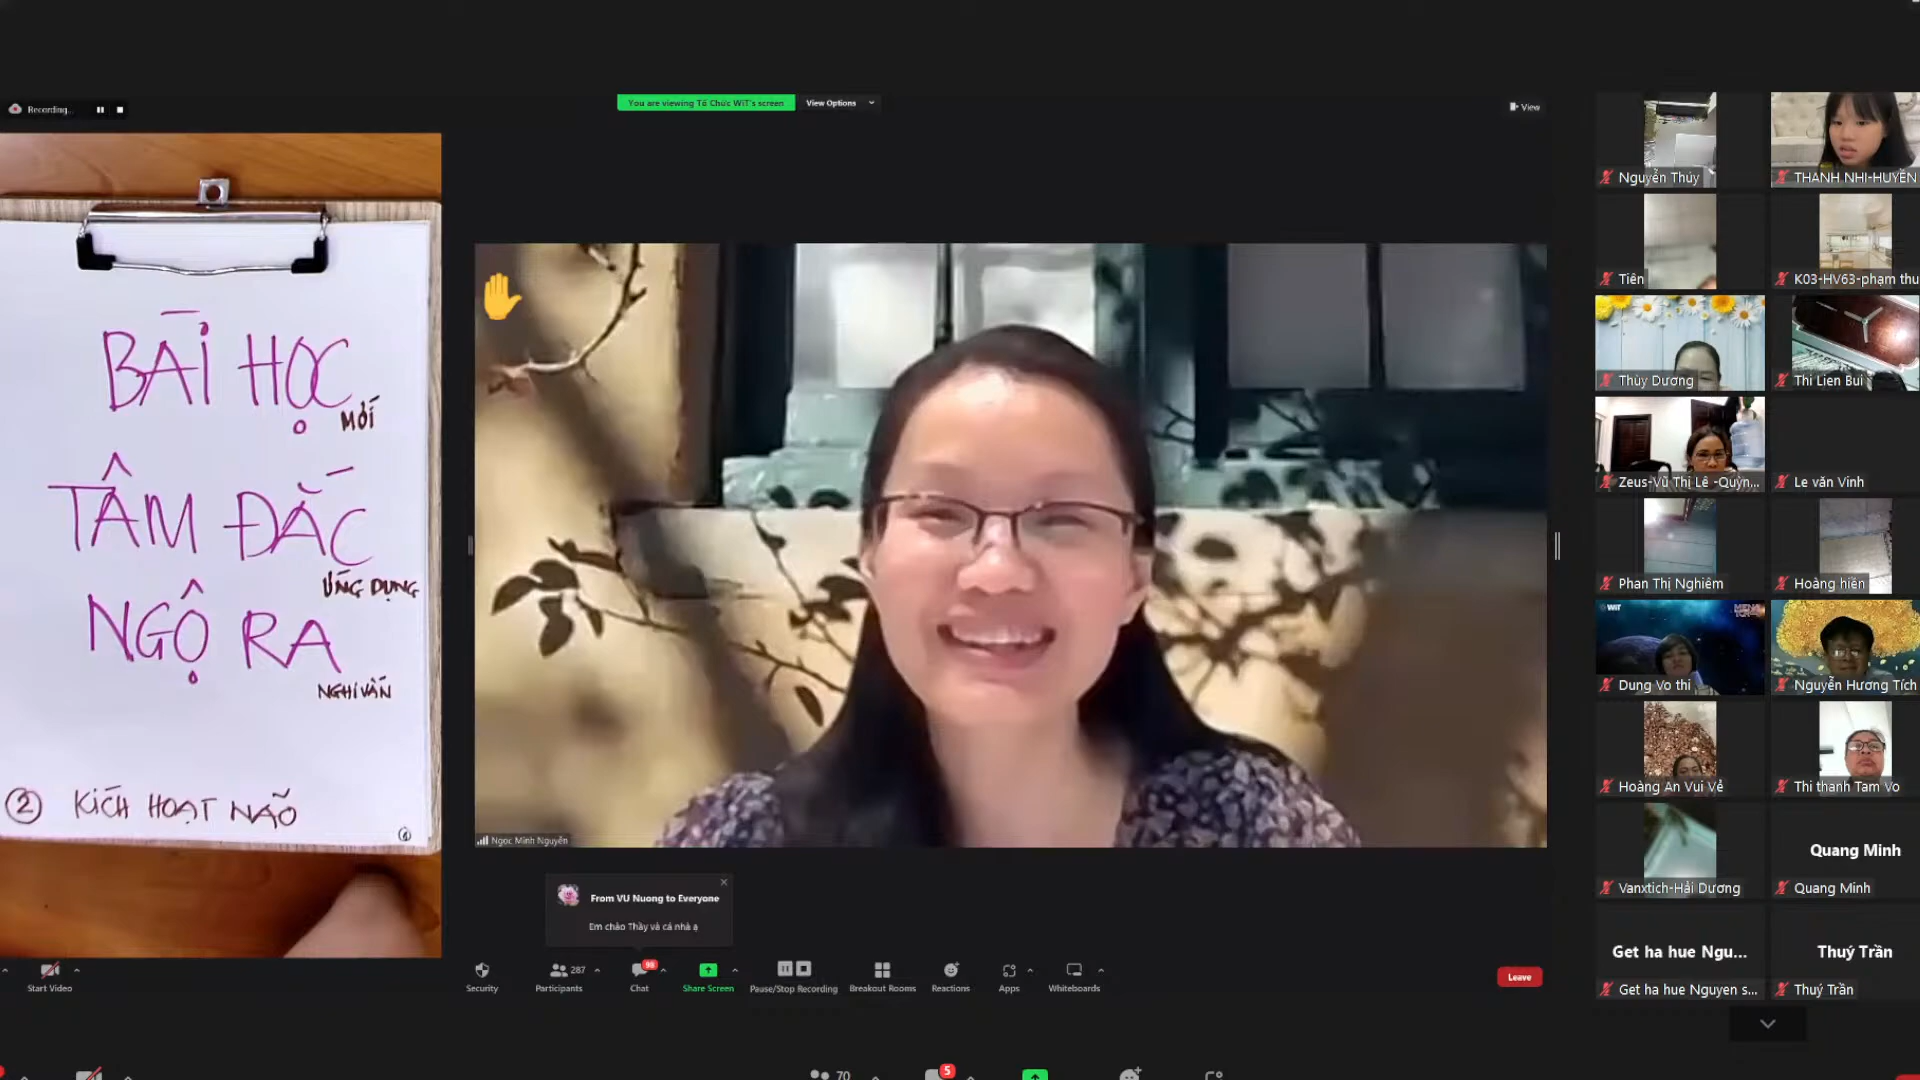 Recording...
You are viewing Tổ Chức WiT's screen
View Options
View
BÀI HỌC
MỚI
TÂM ĐẮC
ỨNG DỤNG
NGỘ RA
NGHI VẤN
② KÍCH HOẠT NÃO
Ngọc Minh Nguyễn
From VU Nuong to Everyone
Em chào Thầy và cả nhà ạ
Start Video
Security
287
Participants
98
Chat
Share Screen
Pause/Stop Recording
Breakout Rooms
Reactions
Apps
Whiteboards
Leave
Nguyễn Thủy
THANH NHI-HUYỀN
Tiên
K03-HV63-phạm thu
Thùy Dương
Thi Lien Bui
Zeus-Vũ Thị Lê -Quỳn...
Le văn Vinh
Phan Thị Nghiêm
Hoàng hiền
WiT
Dung Vo thi
Nguyễn Hương Tích
Hoàng An Vui Vẻ
Thi thanh Tam Vo
Vanxtich-Hải Dương
Quang Minh
Quang Minh
Get ha hue Ngu...
Get ha hue Nguyen s...
Thuý Trần
Thuý Trần
70
5